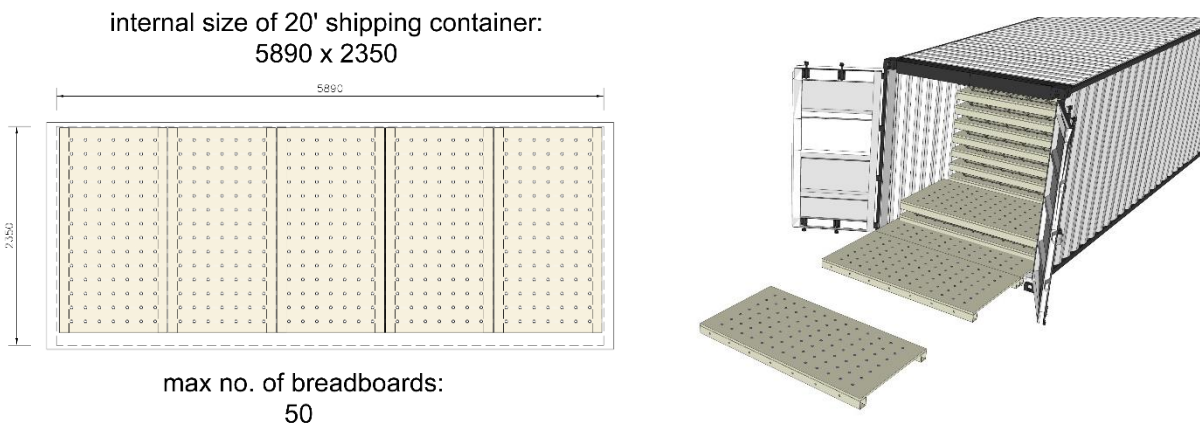 internal size of 20' shipping container:
5890 x 2350
5890
2350
max no. of breadboards:
50